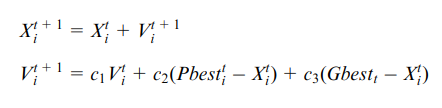 X_i^{t+1} = X_i^t + V_i^{t+1}
V_i^{t+1} = c_1 V_i^t + c_2(Pbest_i^t − X_i^t) + c_3(Gbest_t − X_i^t)